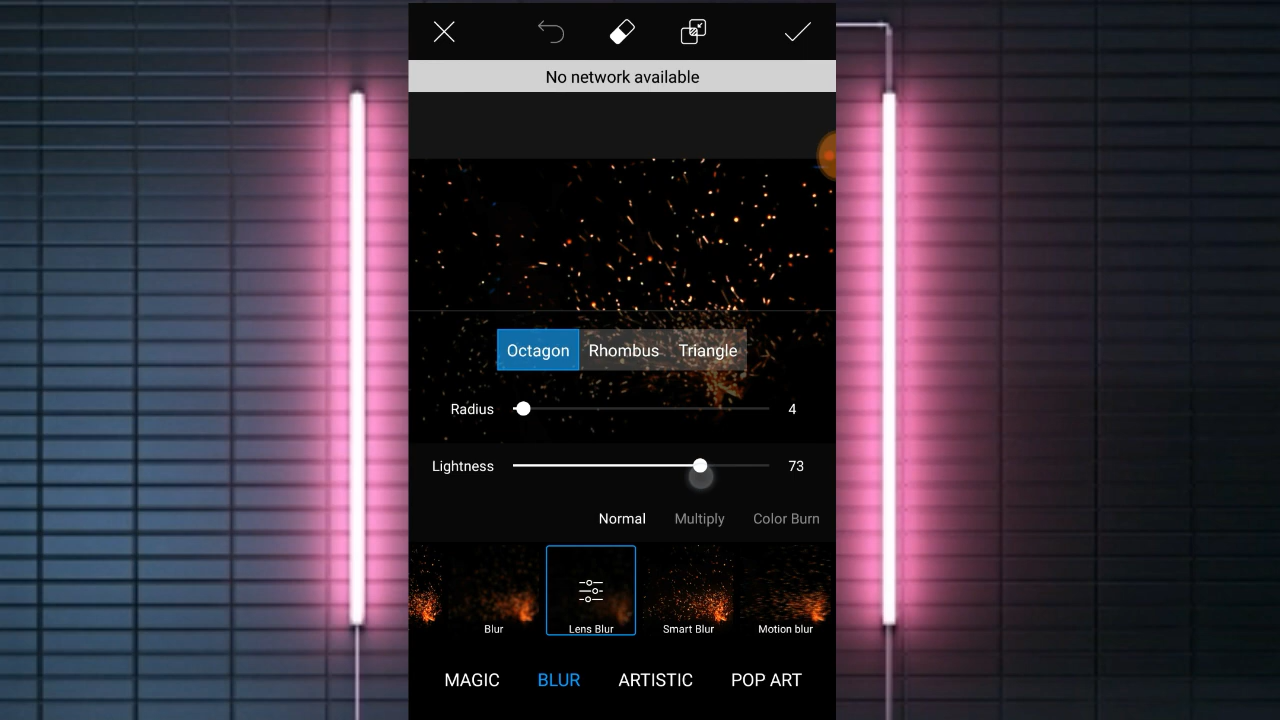 No network available
Octagon Rhombus Triangle
Radius 4
Lightness 73
Normal Multiply Color Burn
Blur Lens Blur Smart Blur Motion blur
MAGIC BLUR ARTISTIC POP ART